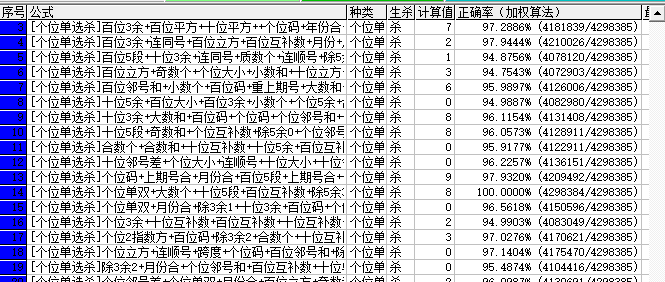 序号 公式 种类 生杀 计算值 正确率（加权算法）
3 [个位单选杀]百位3余+百位平方+十位平方++个位码+年份合 个位单 杀 7 97.2886% (4181839/4298385)
4 [个位单选杀]百位3余+连同号+百位立方+百位互补数+月份+ 个位单 杀 2 97.9444% (4210026/4298385)
5 [个位单选杀]百位5段+十位3余+连同号+质数个+连顺号+除5 个位单 杀 1 94.8756% (4078120/4298385)
6 [个位单选杀]百位立方+奇数个+个位大小+小数和+十位立方 个位单 杀 3 94.7543% (4072903/4298385)
7 [个位单选杀]百位邻号和+小数个+百位码+重上期号+大数和 个位单 杀 6 95.9897% (4126006/4298385)
8 [个位单选杀]十位5余+百位大小+百位3余+小数个+个位5余+ 个位单 杀 0 94.9887% (4082980/4298385)
9 [个位单选杀]十位3余+大数和+百位码+个位码+个位邻号和+ 个位单 杀 8 96.1154% (4131408/4298385)
10 [个位单选杀]十位5段+奇数和+个位互补数+除5余0+个位邻号 个位单 杀 8 96.0573% (4128911/4298385)
11 [个位单选杀]合数个+合数和+十位互补数+十位5余+百位互补 个位单 杀 0 95.9177% (4122911/4298385)
12 [个位单选杀]十位邻号差+个位大小+连顺号+十位大小+十位 个位单 杀 0 96.2257% (4136151/4298385)
13 [个位单选杀]个位码+上期号合+月份合+百位5段+上期号合+ 个位单 杀 9 97.9320% (4209492/4298385)
14 [个位单选杀]个位单双+大数个+十位5段+百位互补数+除5余 个位单 杀 8 100.0000% (4298384/4298385)
15 [个位单选杀]个位单双+月份合+除3余1+十位3余+百位码+个 个位单 杀 0 96.5618% (4150596/4298385)
16 [个位单选杀]个位3余++十位互补数+百位互补数+十位互补 个位单 杀 2 94.9903% (4083049/4298385)
17 [个位单选杀]个位2指数方+百位码+除3余2+合数个+十位互 个位单 杀 3 97.0276% (4170621/4298385)
18 [个位单选杀]个位立方+连顺号+跨度+个位码+百位邻号和+除 个位单 杀 2 97.1404% (4175470/4298385)
19 [个位单选杀]除3余2+月份合+个位邻号和+百位互补数+十位 个位单 杀 0 95.4874% (4104416/4298385)